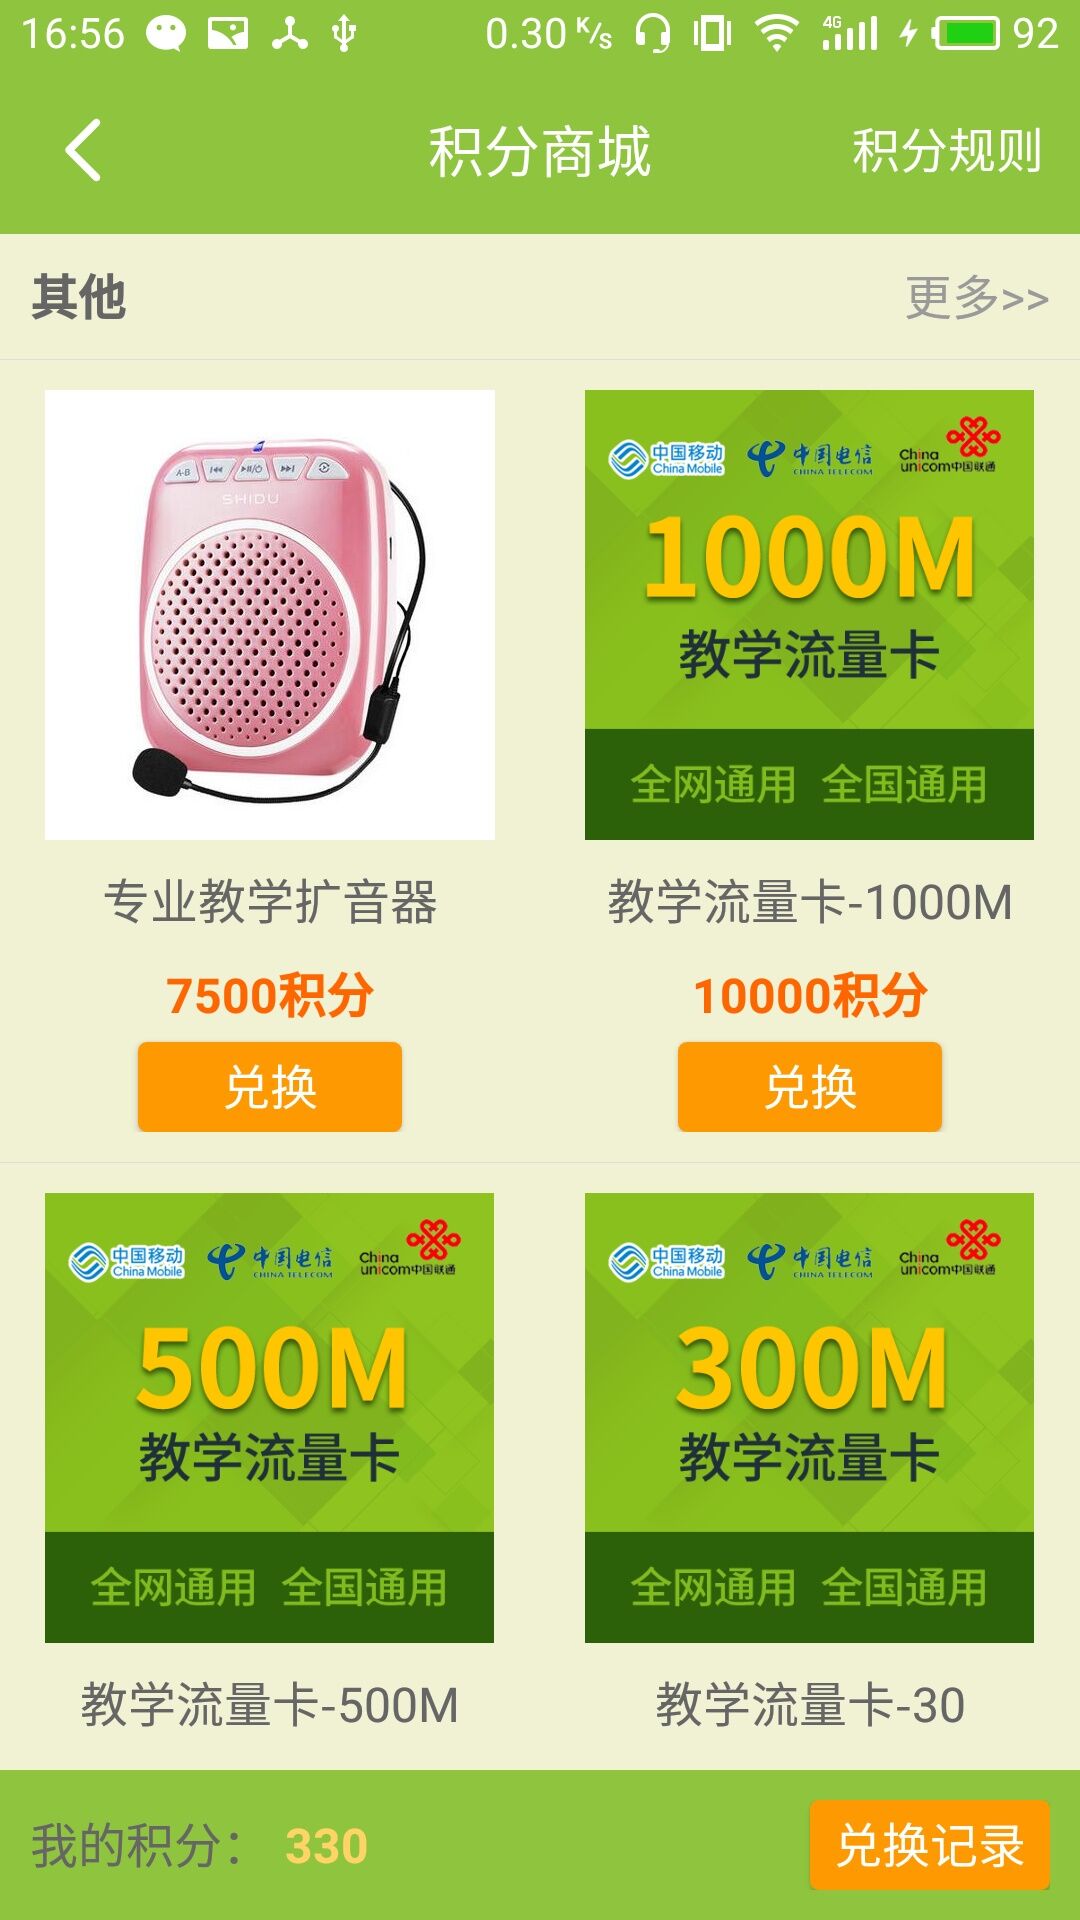 16:56 0.30 K/s 4G 92
积分商城 积分规则
其他 更多>>
A-B
SHIDU
中国移动 China Mobile 中国电信 CHINA TELECOM China unicom中国联通
1000M
教学流量卡
全网通用 全国通用
专业教学扩音器 教学流量卡-1000M
7500积分 10000积分
兑换 兑换
中国移动 China Mobile 中国电信 CHINA TELECOM China unicom中国联通
500M
教学流量卡
全网通用 全国通用
中国移动 China Mobile 中国电信 CHINA TELECOM China unicom中国联通
300M
教学流量卡
全网通用 全国通用
教学流量卡-500M 教学流量卡-30
我的积分： 330 兑换记录